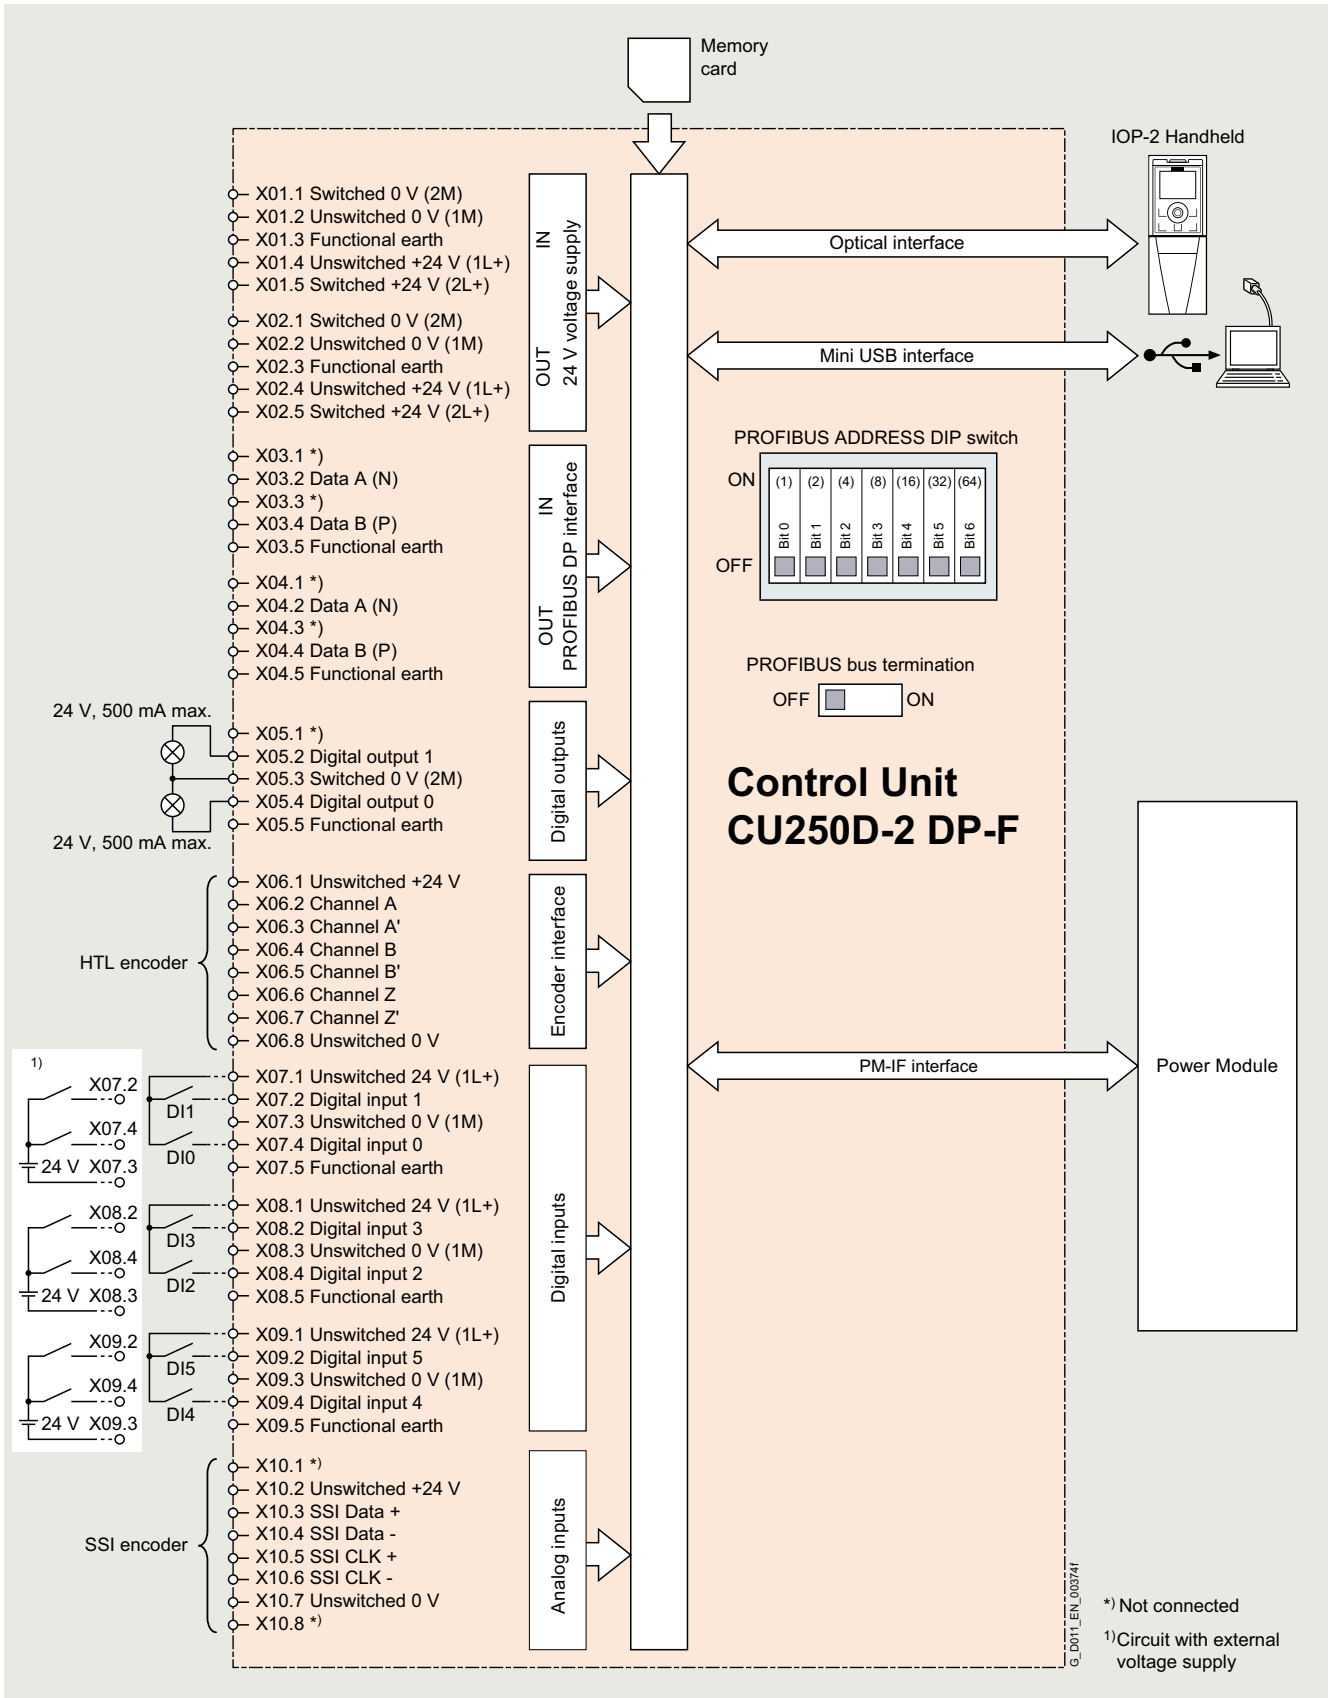 Memory
card
IOP-2 Handheld
X01.1 Switched 0 V (2M)
X01.2 Unswitched 0 V (1M)
X01.3 Functional earth
X01.4 Unswitched +24 V (1L+)
X01.5 Switched +24 V (2L+)
X02.1 Switched 0 V (2M)
X02.2 Unswitched 0 V (1M)
X02.3 Functional earth
X02.4 Unswitched +24 V (1L+)
X02.5 Switched +24 V (2L+)
OUT IN
24 V voltage supply
Optical interface
Mini USB interface
X03.1 *)
X03.2 Data A (N)
X03.3 *)
X03.4 Data B (P)
X03.5 Functional earth
X04.1 *)
X04.2 Data A (N)
X04.3 *)
X04.4 Data B (P)
X04.5 Functional earth
OUT IN
PROFIBUS DP interface
PROFIBUS ADDRESS DIP switch
ON
(1) (2) (4) (8) (16) (32) (64)
Bit 0 Bit 1 Bit 2 Bit 3 Bit 4 Bit 5 Bit 6
OFF
PROFIBUS bus termination
OFF ON
24 V, 500 mA max.
X05.1 *)
X05.2 Digital output 1
X05.3 Switched 0 V (2M)
X05.4 Digital output 0
X05.5 Functional earth
24 V, 500 mA max.
Digital outputs
Control Unit
CU250D-2 DP-F
HTL encoder
X06.1 Unswitched +24 V
X06.2 Channel A
X06.3 Channel A'
X06.4 Channel B
X06.5 Channel B'
X06.6 Channel Z
X06.7 Channel Z'
X06.8 Unswitched 0 V
Encoder interface
PM-IF interface
Power Module
1)
X07.2
X07.4
24 V X07.3
DI1
DI0
X07.1 Unswitched 24 V (1L+)
X07.2 Digital input 1
X07.3 Unswitched 0 V (1M)
X07.4 Digital input 0
X07.5 Functional earth
X08.2
X08.4
24 V X08.3
DI3
DI2
X08.1 Unswitched 24 V (1L+)
X08.2 Digital input 3
X08.3 Unswitched 0 V (1M)
X08.4 Digital input 2
X08.5 Functional earth
X09.2
X09.4
24 V X09.3
DI5
DI4
X09.1 Unswitched 24 V (1L+)
X09.2 Digital input 5
X09.3 Unswitched 0 V (1M)
X09.4 Digital input 4
X09.5 Functional earth
Digital inputs
SSI encoder
X10.1 *)
X10.2 Unswitched +24 V
X10.3 SSI Data +
X10.4 SSI Data -
X10.5 SSI CLK +
X10.6 SSI CLK -
X10.7 Unswitched 0 V
X10.8 *)
Analog inputs
G_D011_EN_00374f
*) Not connected
1)Circuit with external
voltage supply